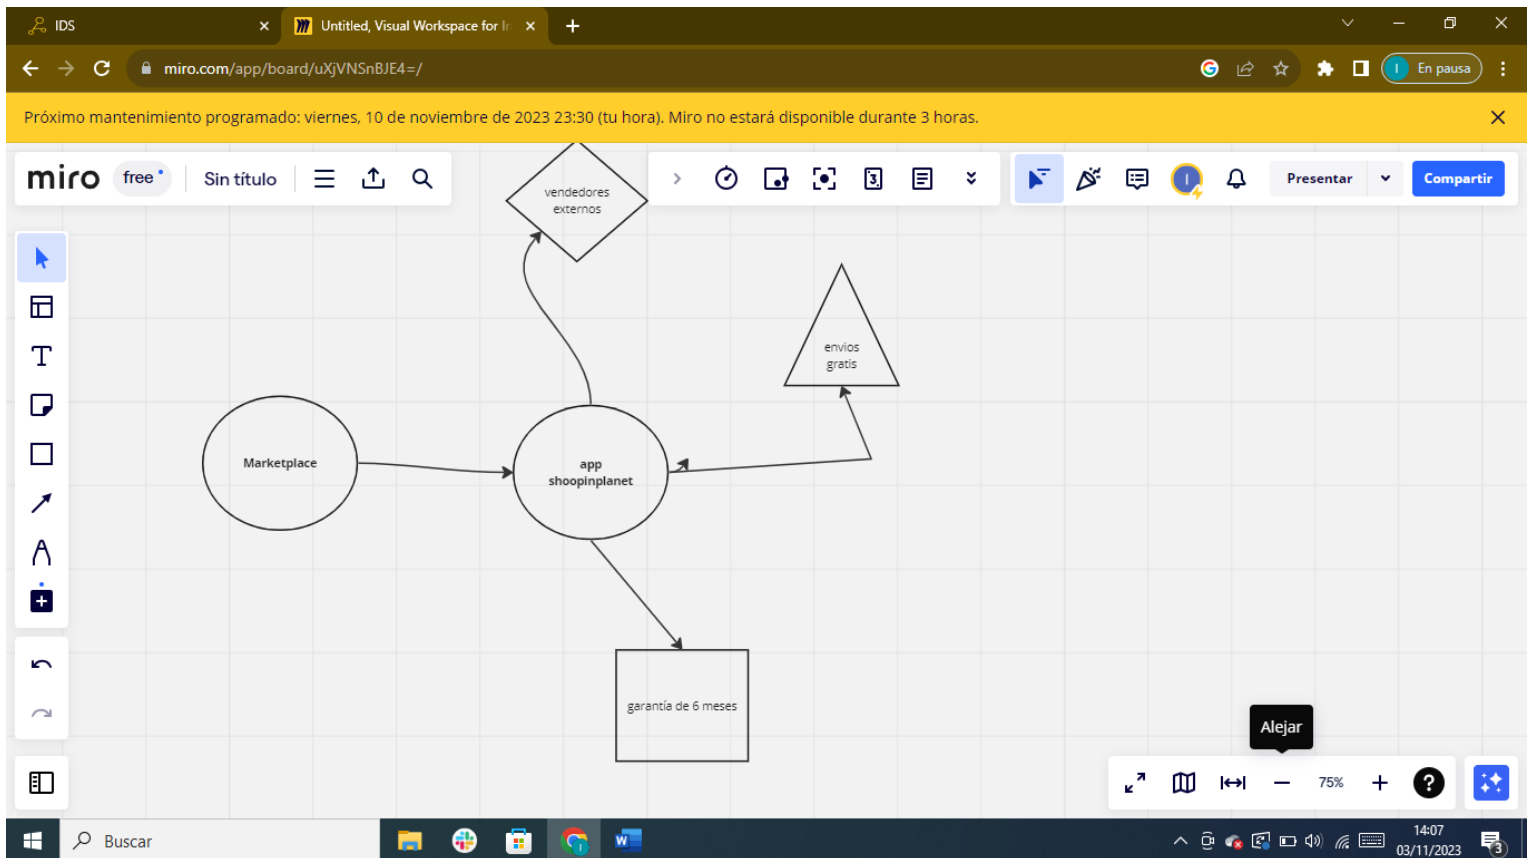 IDS
Untitled, Visual Workspace for In
miro.com/app/board/uXjVNSnBJE4=/
En pausa
Próximo mantenimiento programado: viernes, 10 de noviembre de 2023 23:30 (tu hora). Miro no estará disponible durante 3 horas.
miro
free
Sin título
Presentar
Compartir
vendedores
externos
envios
gratis
Marketplace
app
shoopinplanet
garantía de 6 meses
Alejar
75%
Buscar
14:07
03/11/2023
3